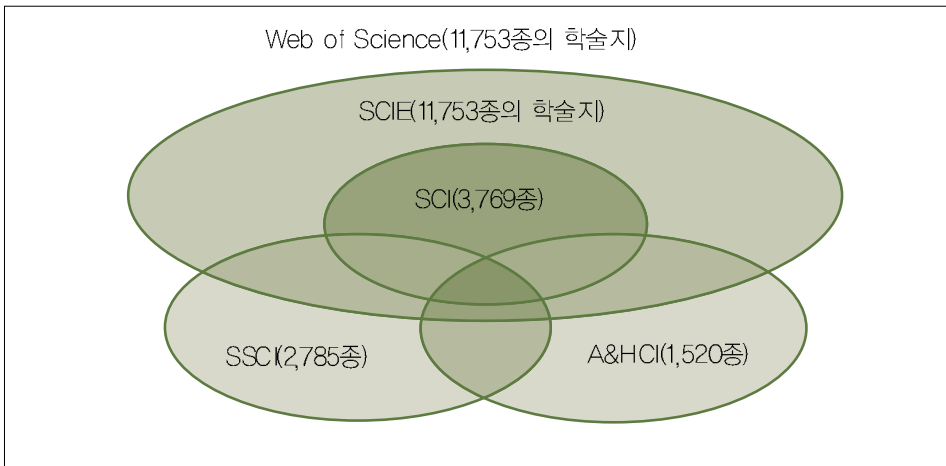 Web of Science(11,753종의 학술지)
SCIE(11,753종의 학술지)
SCI(3,769종)
SSCI(2,785종)
A&HCI(1,520종)